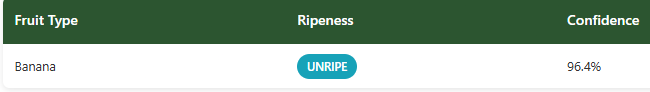 Fruit Type Ripeness Confidence
Banana UNRIPE 96.4%